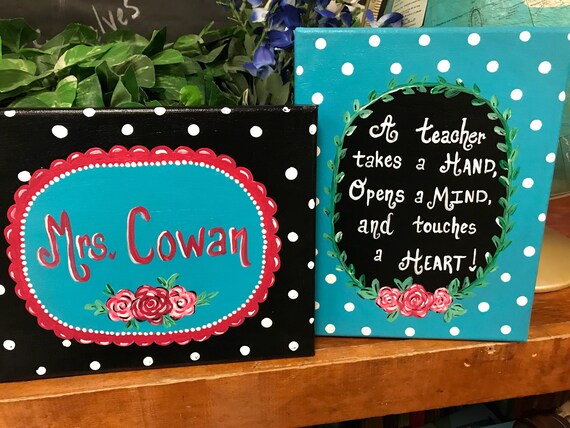 Mrs. Cowan
A teacher
takes a HAND,
Opens a MIND,
and touches
a HEART!